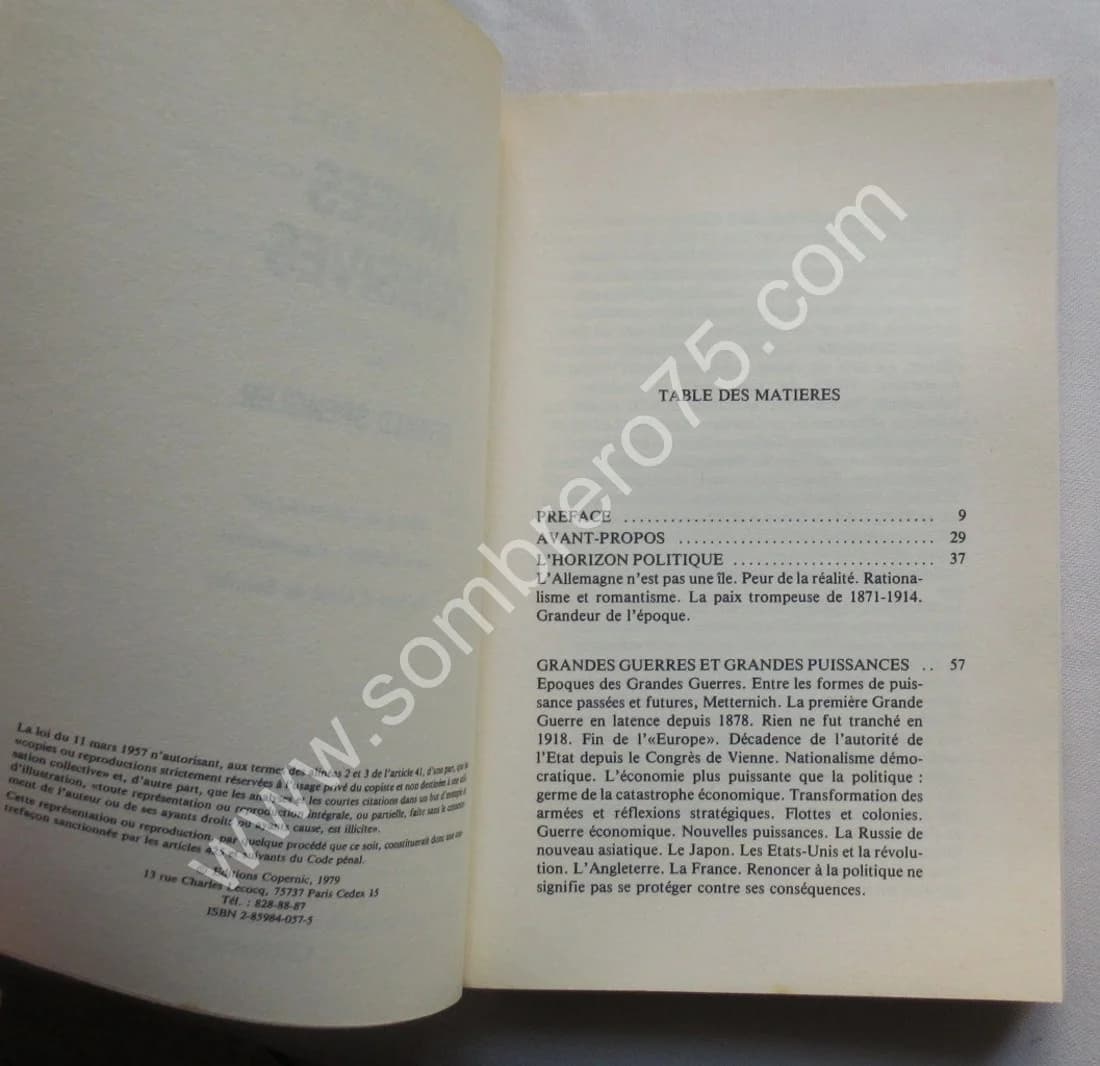 La loi du 11 mars 1957 n'autorisant, aux termes des alinéas 2 et 3 de l'article 41, d'une part, que les
«copies ou reproductions strictement réservées à l'usage privé du copiste et non destinées à une utili-
sation collective» et, d'autre part, que les analyses et les courtes citations dans un but d'exemple et
d'illustration, «toute représentation ou reproduction intégrale, ou partielle, faite sans le consente-
ment de l'auteur ou de ses ayants droits ou ayant cause, est illicite».
Cette représentation ou reproduction, par quelque procédé que ce soit, constituerait donc une con-
trefaçon sanctionnée par les articles 425 et suivants du Code pénal.
Editions Copernic, 1979
13 rue Charles Lecocq, 75737 Paris Cedex 15
Tél. : 828-88-87
ISBN 2-85984-057-5
TABLE DES MATIERES
PREFACE ........................................ 9
AVANT-PROPOS ................................ 29
L'HORIZON POLITIQUE ........................ 37
L'Allemagne n'est pas une île. Peur de la réalité. Rationa-
lisme et romantisme. La paix trompeuse de 1871-1914.
Grandeur de l'époque.
GRANDES GUERRES ET GRANDES PUISSANCES .. 57
Epoques des Grandes Guerres. Entre les formes de puis-
sance passées et futures, Metternich. La première Grande
Guerre en latence depuis 1878. Rien ne fut tranché en
1918. Fin de l'«Europe». Décadence de l'autorité de
l'Etat depuis le Congrès de Vienne. Nationalisme démo-
cratique. L'économie plus puissante que la politique :
germe de la catastrophe économique. Transformation des
armées et réflexions stratégiques. Flottes et colonies.
Guerre économique. Nouvelles puissances. La Russie de
nouveau asiatique. Le Japon. Les Etats-Unis et la révolu-
tion. L'Angleterre. La France. Renoncer à la politique ne
signifie pas se protéger contre ses conséquences.
www.sombrero75.com